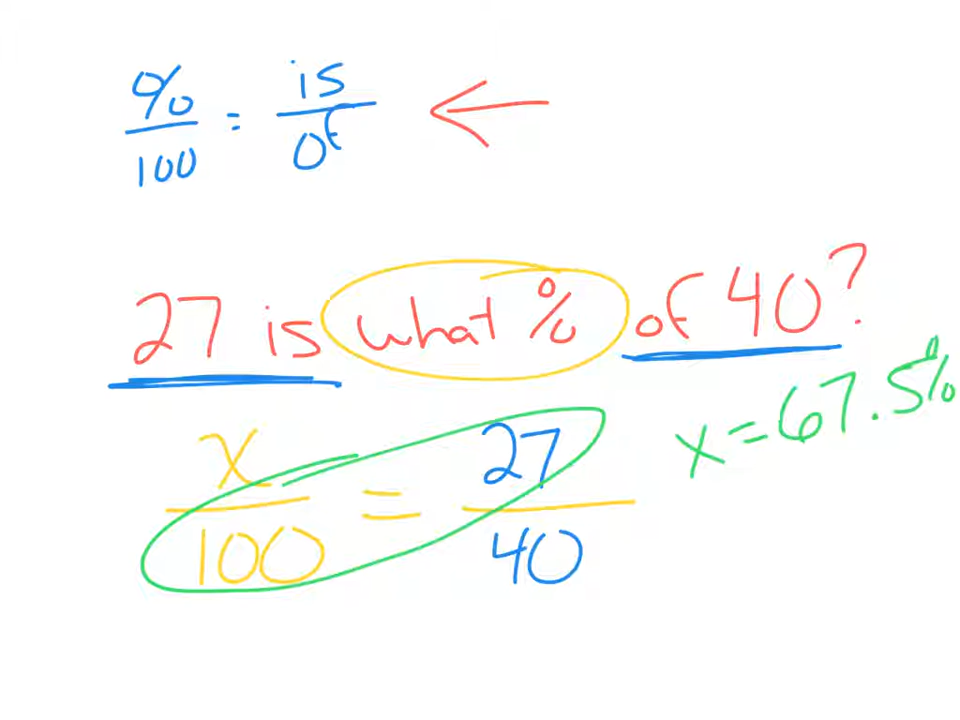 % = is
100 of
27 is what % of 40?
x = 67.5%
x = 27
100 40